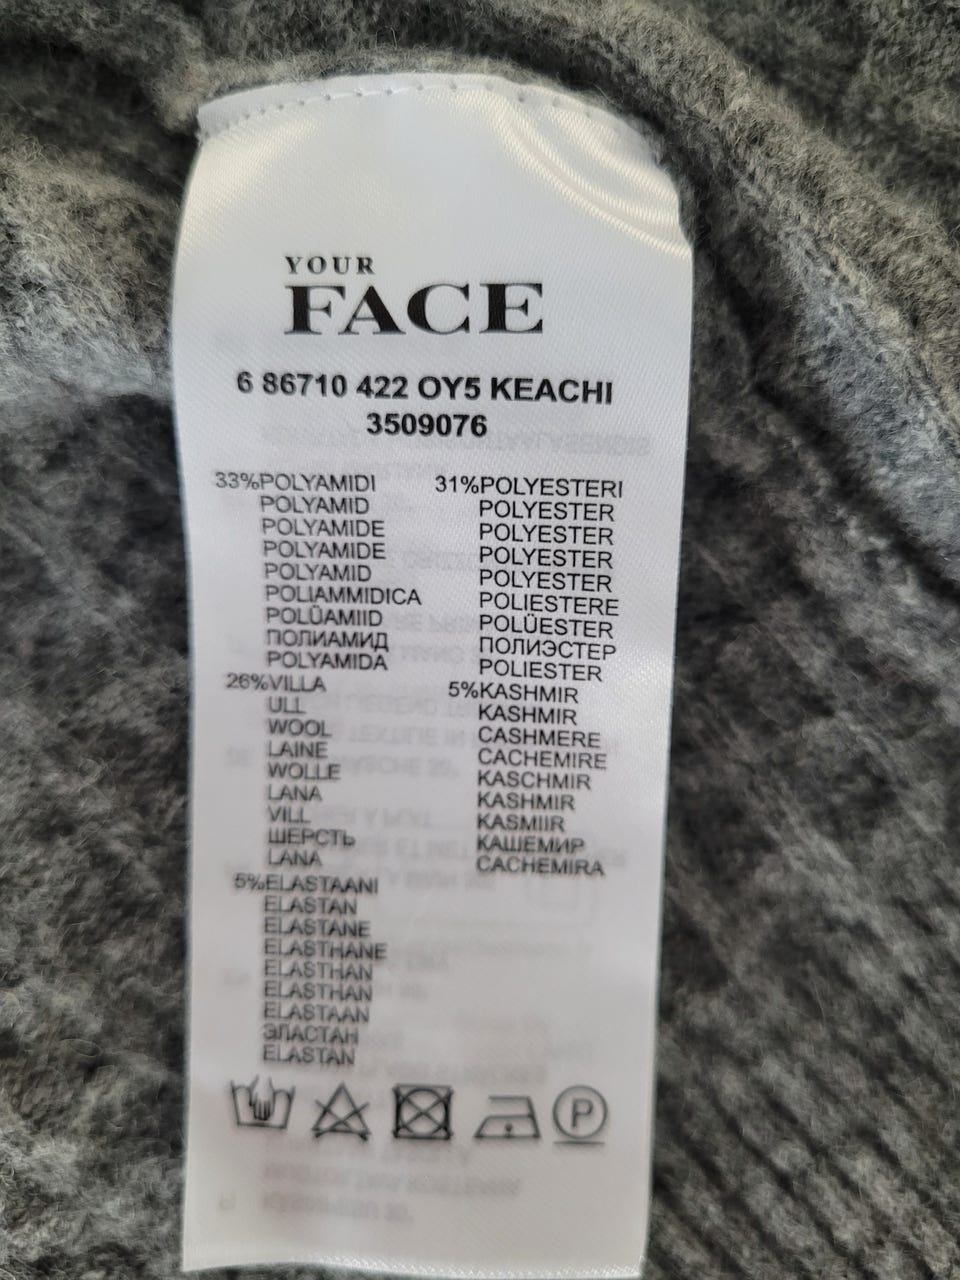 YOUR
FACE
6 86710 422 OY5 KEACHI
3509076
33%POLYAMIDI
POLYAMID
POLYAMIDE
POLYAMIDE
POLYAMID
POLIAMMIDICA
POLÜAMIID
ПОЛИАМИД
POLYAMIDA
26%VILLA
ULL
WOOL
LAINE
WOLLE
LANA
VILL
ШЕРСТЬ
LANA
5%ELASTAANI
ELASTAN
ELASTANE
ELASTHANE
ELASTHAN
ELASTHAN
ELASTAAN
ЭЛАСТАН
ELASTAN
31%POLYESTERI
POLYESTER
POLYESTER
POLYESTER
POLYESTER
POLIESTERE
POLÜESTER
ПОЛИЭСТЕР
POLIESTER
5%KASHMIR
KASHMIR
CASHMERE
CACHEMIRE
KASCHMIR
KASHMIR
KASMIIR
КАШЕМИР
CACHEMIRA
P